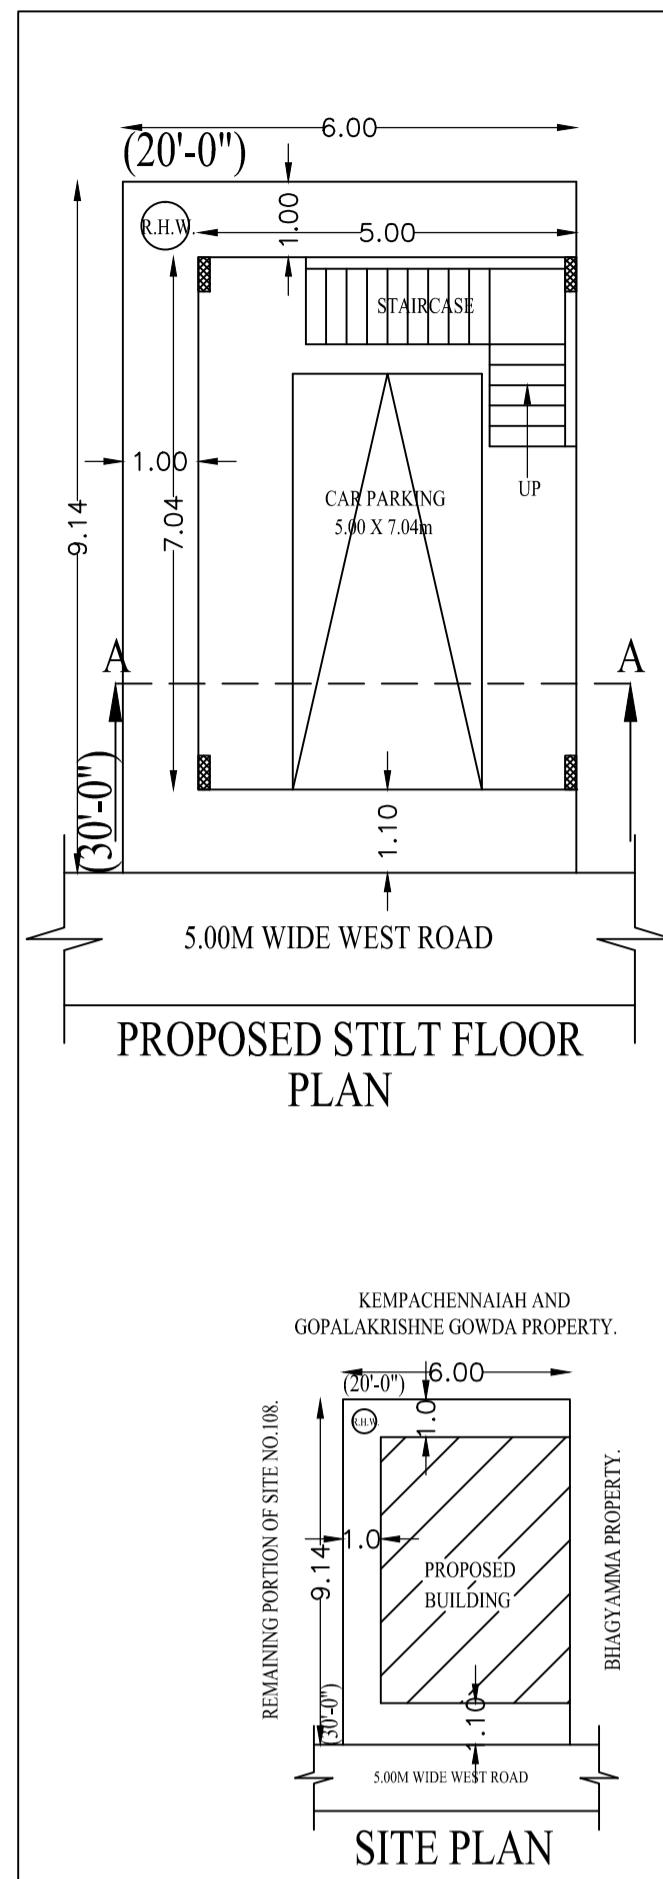 6.00
(20'-0")
R.H.W.
1.00
5.00
STAIRCASE
1.00
9.14
7.04
CAR PARKING
5.00 X 7.04m
UP
A
A
(30'-0")
1.10
5.00M WIDE WEST ROAD
PROPOSED STILT FLOOR
PLAN
KEMPACHENNAIAH AND
GOPALAKRISHNE GOWDA PROPERTY.
6.00
(20'-0")
1.0
R.H.W.
REMAINING PORTION OF SITE NO.108.
9.14
1.0
PROPOSED
BUILDING
BHAGYAMMA PROPERTY.
(30'-0")
1.10
5.00M WIDE WEST ROAD
SITE PLAN